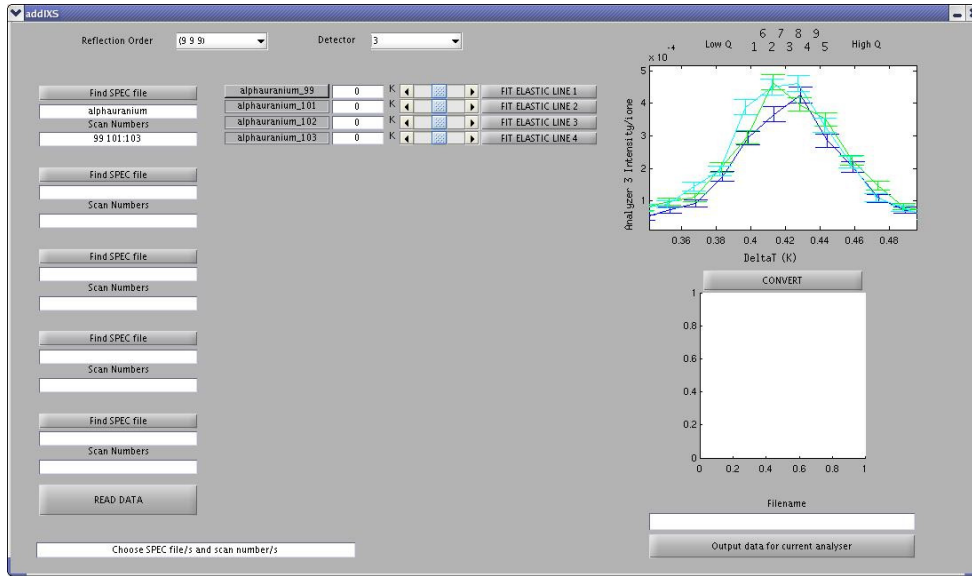 addIXS
Reflection Order (9 9 9) Detector 3
6 7 8 9
Low Q 1 2 3 4 5 High Q
Find SPEC file
alphauranium
Scan Numbers
99 101:103
alphauranium_99 0 K FIT ELASTIC LINE 1
alphauranium_101 0 K FIT ELASTIC LINE 2
alphauranium_102 0 K FIT ELASTIC LINE 3
alphauranium_103 0 K FIT ELASTIC LINE 4
Find SPEC file
Scan Numbers
Find SPEC file
Scan Numbers
Find SPEC file
Scan Numbers
Find SPEC file
Scan Numbers
READ DATA
Choose SPEC file/s and scan number/s
x 10 -4
5
4
3
2
1
Analyzer 3 Intensity/ione
0.36 0.38 0.4 0.42 0.44 0.46 0.48
DeltaT (K)
CONVERT
1
0.8
0.6
0.4
0.2
0
0 0.2 0.4 0.6 0.8 1
Filename
Output data for current analyser